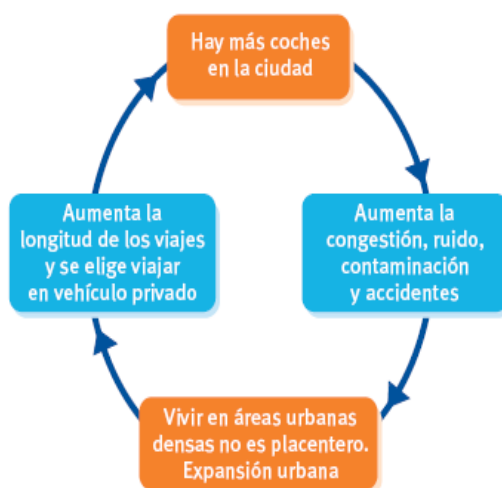 Hay más coches
en la ciudad
Aumenta la
congestión, ruido,
contaminación
y accidentes
Vivir en áreas urbanas
densas no es placentero.
Expansión urbana
Aumenta la
longitud de los viajes
y se elige viajar
en vehículo privado